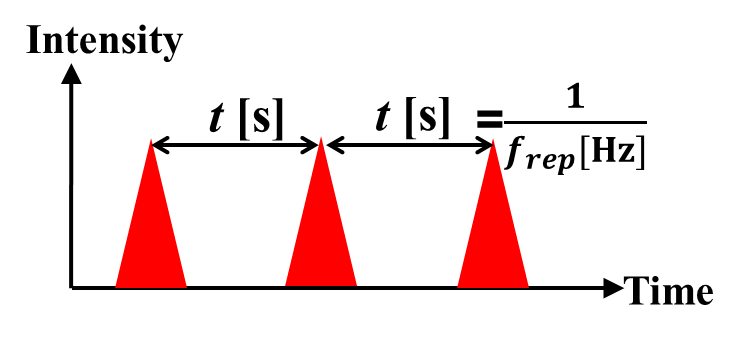 Intensity
t [s]
t [s] = 1
f_rep[Hz]
Time